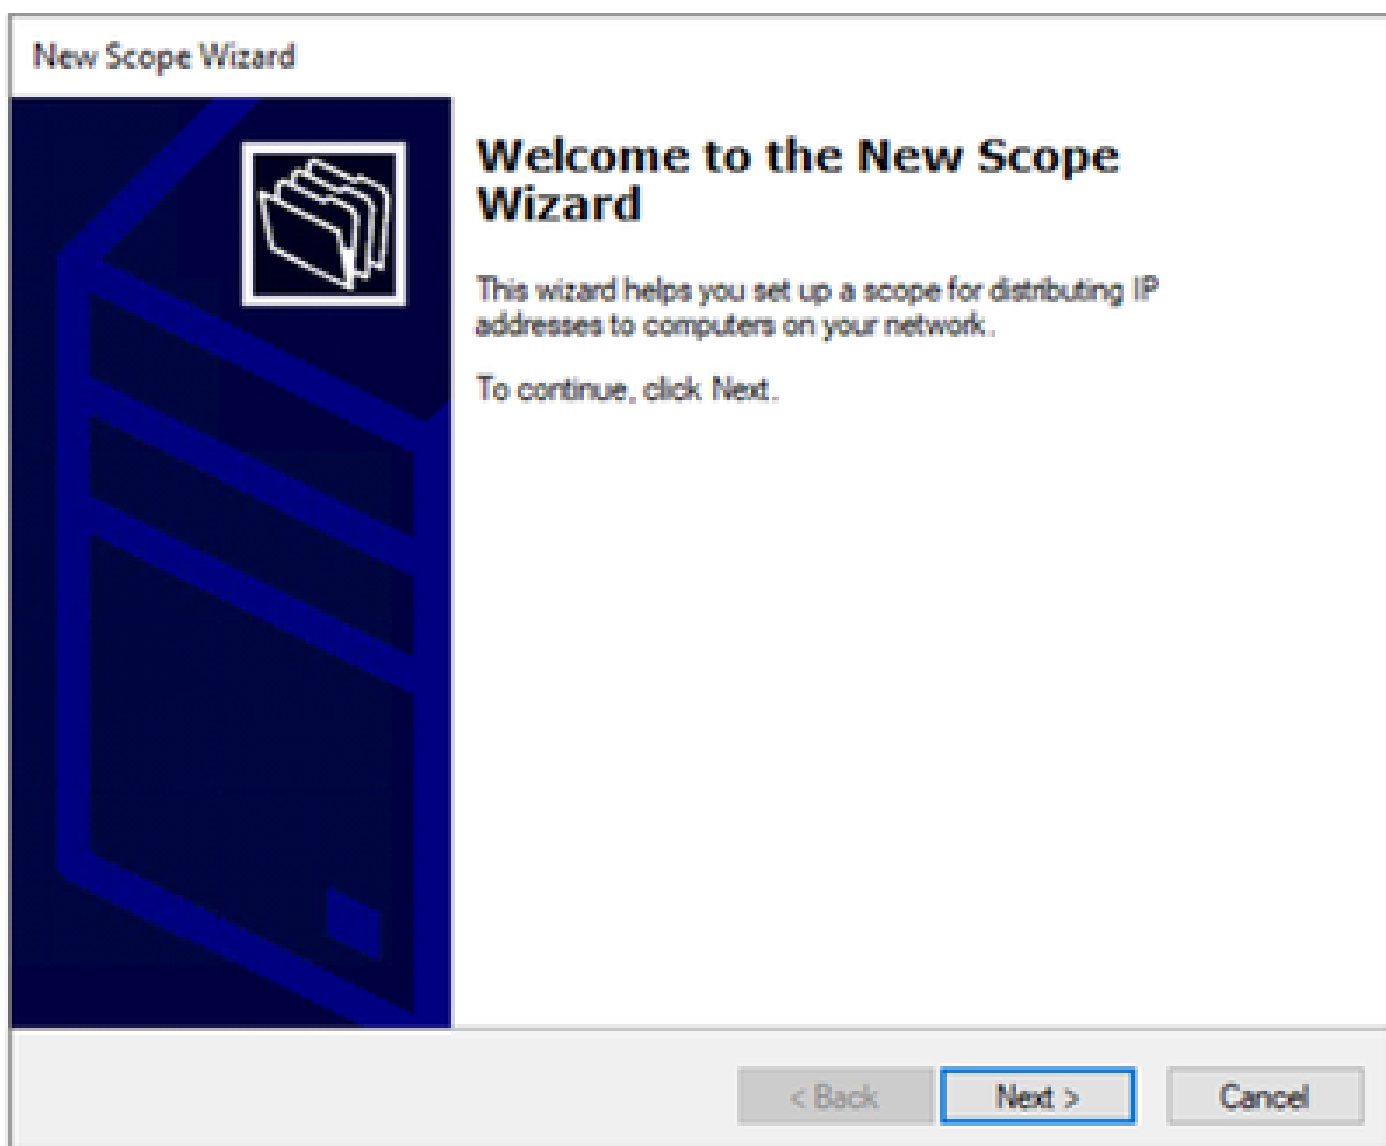 New Scope Wizard
Welcome to the New Scope
Wizard
This wizard helps you set up a scope for distributing IP
addresses to computers on your network.
To continue, click Next.
< Back
Next >
Cancel